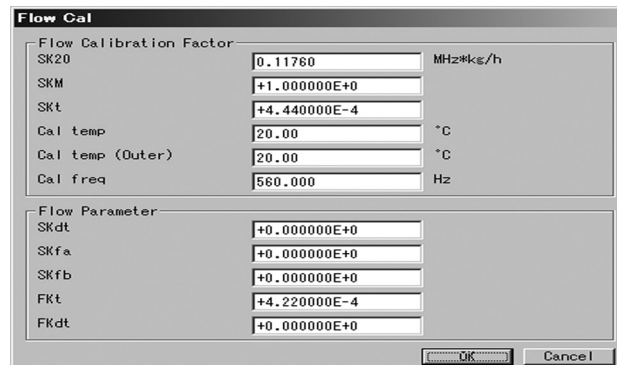 Flow Cal
Flow Calibration Factor
SK20 0.11760 MHz*kg/h
SKM +1.000000E+0
SKt +4.440000E-4
Cal temp 20.00 °C
Cal temp (Outer) 20.00 °C
Cal freq 560.000 Hz
Flow Parameter
SKdt +0.000000E+0
SKfa +0.000000E+0
SKfb +0.000000E+0
FKt +4.220000E-4
FKdt +0.000000E+0
OK Cancel